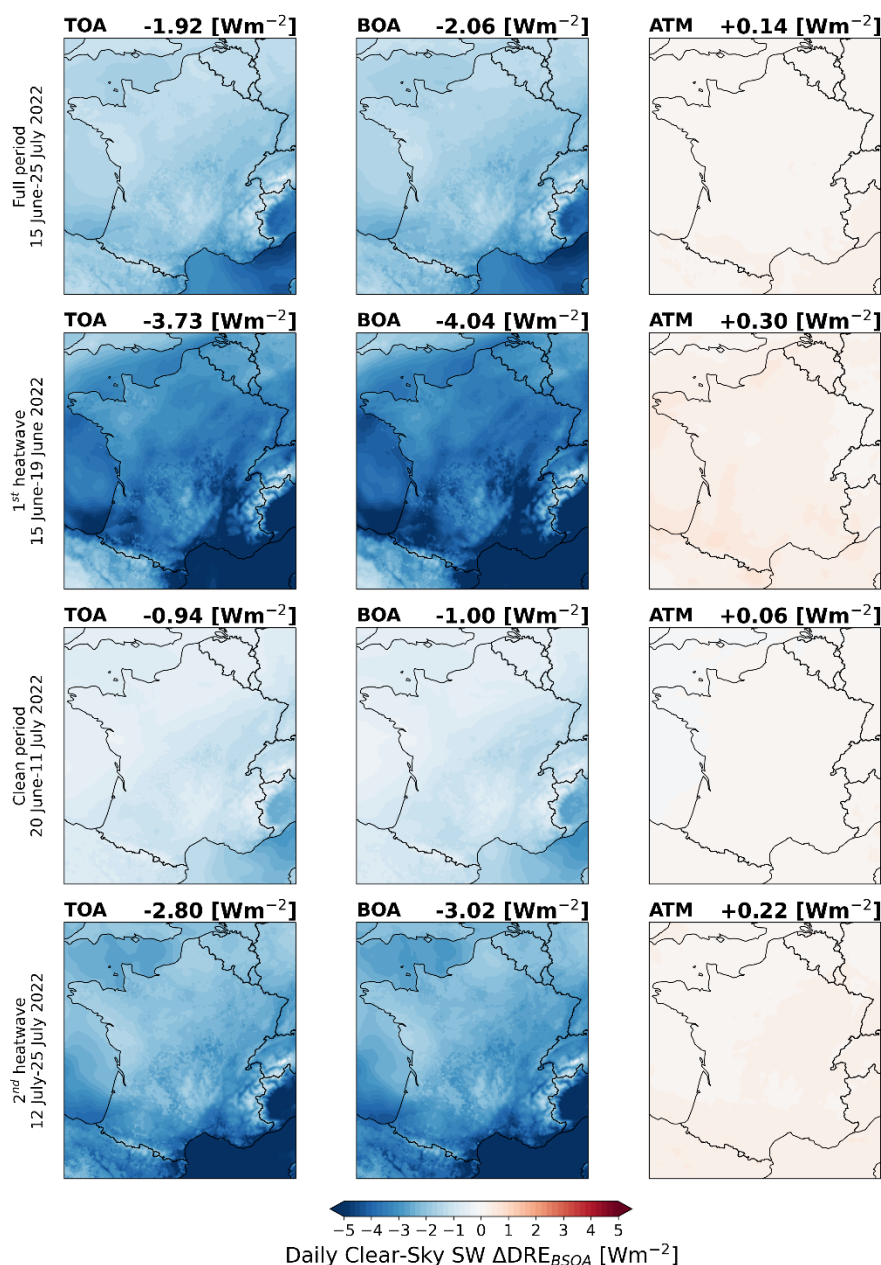 TOA -1.92 [Wm⁻²]
BOA -2.06 [Wm⁻²]
ATM +0.14 [Wm⁻²]
Full period
15 June-25 July 2022
TOA -3.73 [Wm⁻²]
BOA -4.04 [Wm⁻²]
ATM +0.30 [Wm⁻²]
1st heatwave
15 June-19 June 2022
TOA -0.94 [Wm⁻²]
BOA -1.00 [Wm⁻²]
ATM +0.06 [Wm⁻²]
Clean period
20 June-11 July 2022
TOA -2.80 [Wm⁻²]
BOA -3.02 [Wm⁻²]
ATM +0.22 [Wm⁻²]
2nd heatwave
12 July-25 July 2022
−5 −4 −3 −2 −1 0 1 2 3 4 5
Daily Clear-Sky SW ΔDRE_BSOA [Wm⁻²]